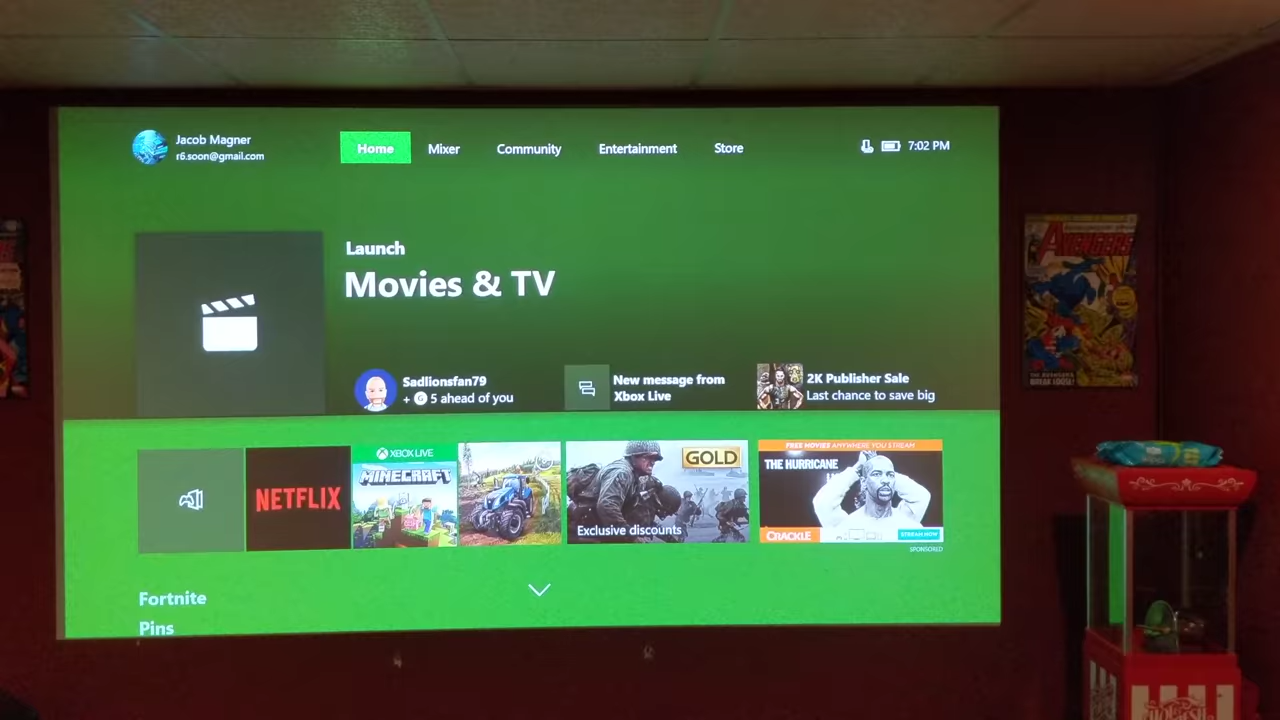 Jacob Magner
r6.soon@gmail.com
Home
Mixer
Community
Entertainment
Store
7:02 PM
Launch
Movies & TV
Sadlionsfan79
+ G 5 ahead of you
New message from
Xbox Live
2K Publisher Sale
Last chance to save big
NETFLIX
XBOX LIVE
MINECRAFT
GOLD
Exclusive discounts
FREE MOVIES ANYWHERE YOU STREAM
THE HURRICANE
CRACKLE
STREAM NOW
SPONSORED
Fortnite
Pins
AVENGERS
BREAK LOOSE!